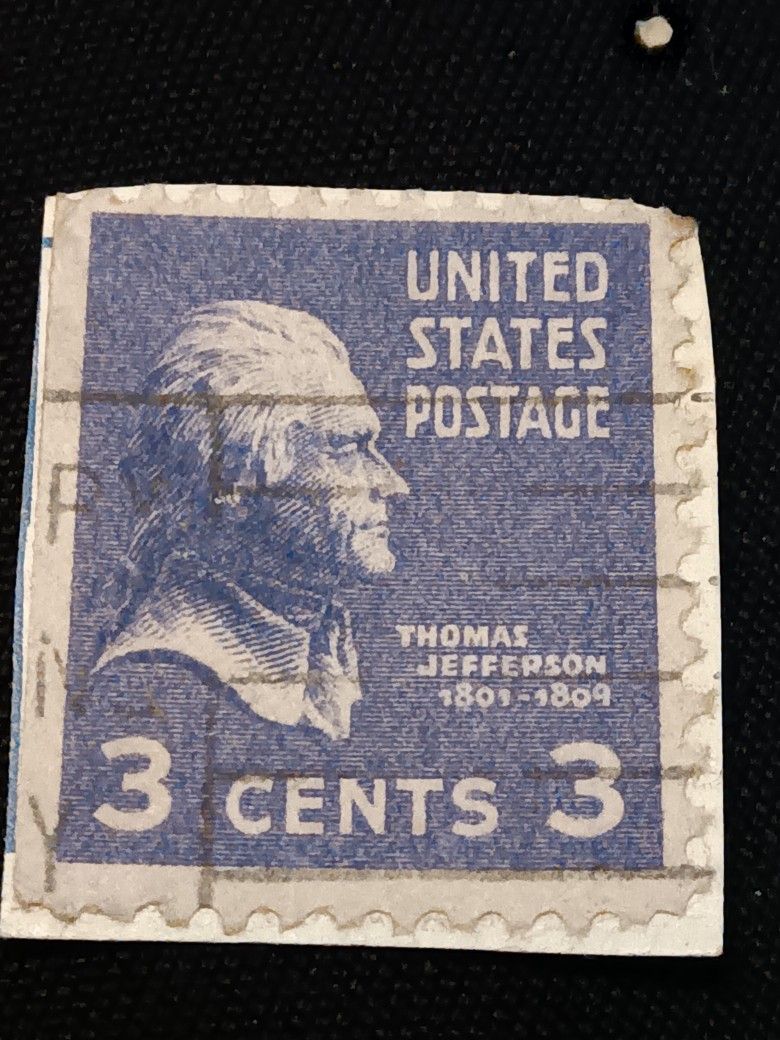 UNITED
STATES
POSTAGE
THOMAS
JEFFERSON
1801-1809
3 CENTS 3